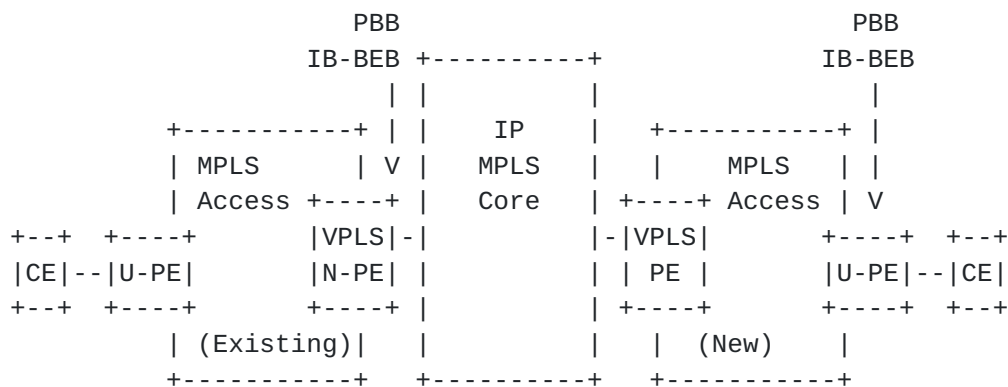 PBB PBB
IB-BEB +----------+ IB-BEB
| | | |
+-----------+ | | IP | +-----------+ |
| MPLS | V | MPLS | | MPLS | |
| Access +----+ | Core | +----+ Access | V
+--+ +----+ |VPLS|-| |-|VPLS| +----+ +--+
|CE|--|U-PE| |N-PE| | | | PE | |U-PE|--|CE|
+--+ +----+ +----+ | | +----+ +----+ +--+
| (Existing)| | | | (New) |
+-----------+ +----------+ +-----------+